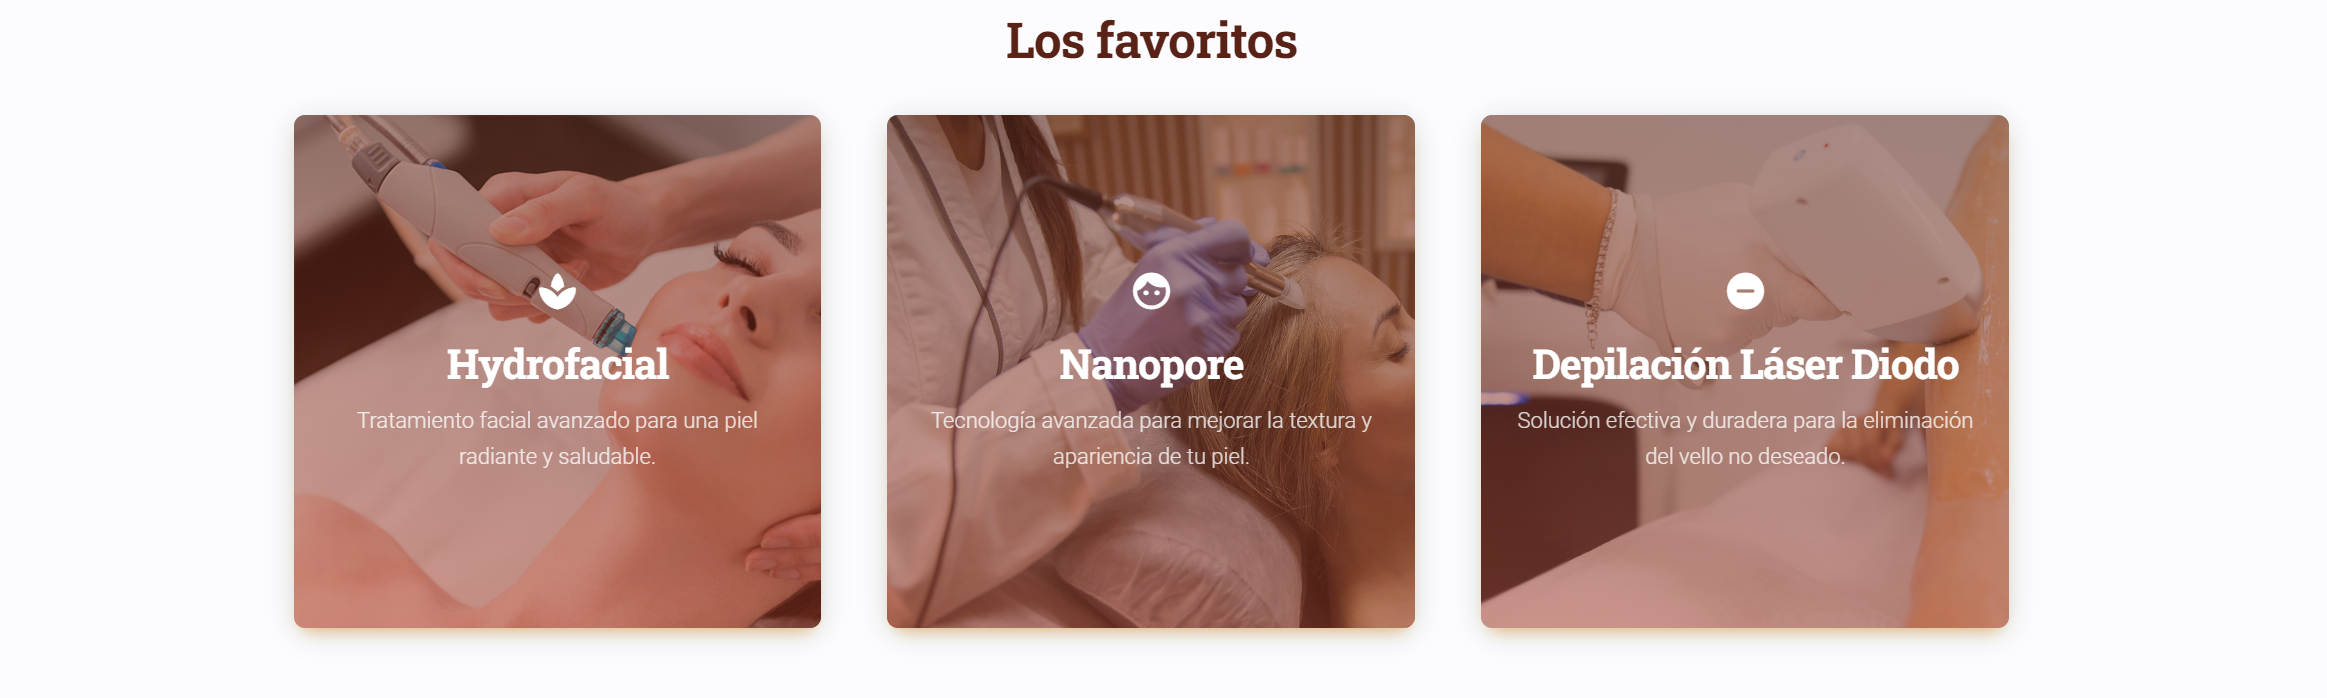 Los favoritos
Hydrofacial
Tratamiento facial avanzado para una piel
radiante y saludable.
Nanopore
Tecnología avanzada para mejorar la textura y
apariencia de tu piel.
Depilación Láser Diodo
Solución efectiva y duradera para la eliminación
del vello no deseado.